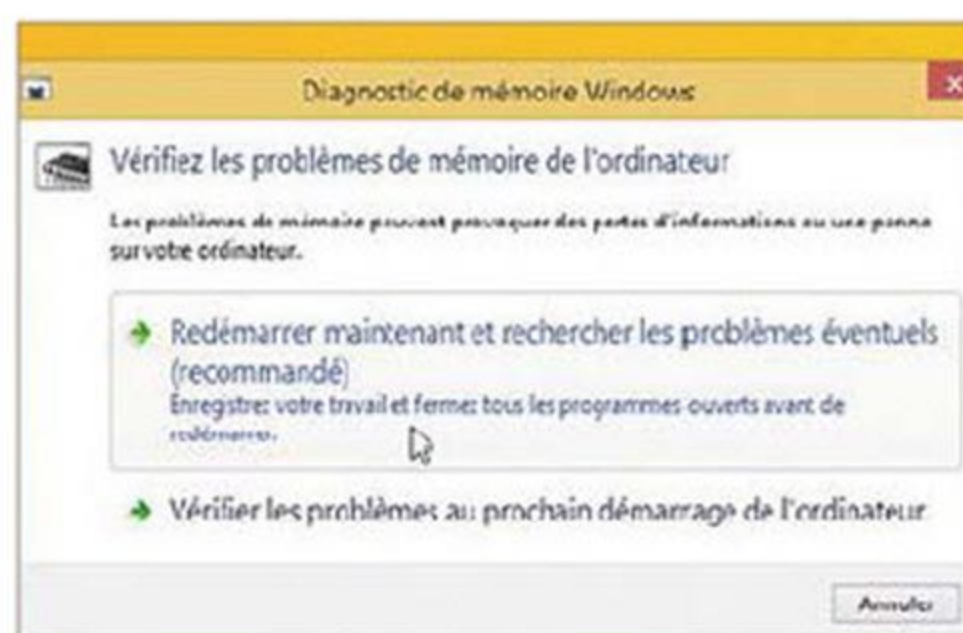 Diagnostic de mémoire Windows
x
Vérifiez les problèmes de mémoire de l'ordinateur
Les problèmes de mémoire peuvent provoquer des pertes d'informations ou une panne
sur votre ordinateur.
Redémarrer maintenant et rechercher les problèmes éventuels
(recommandé)
Enregistrez votre travail et fermez tous les programmes ouverts avant de
redémarrer.
Vérifier les problèmes au prochain démarrage de l'ordinateur
Annuler